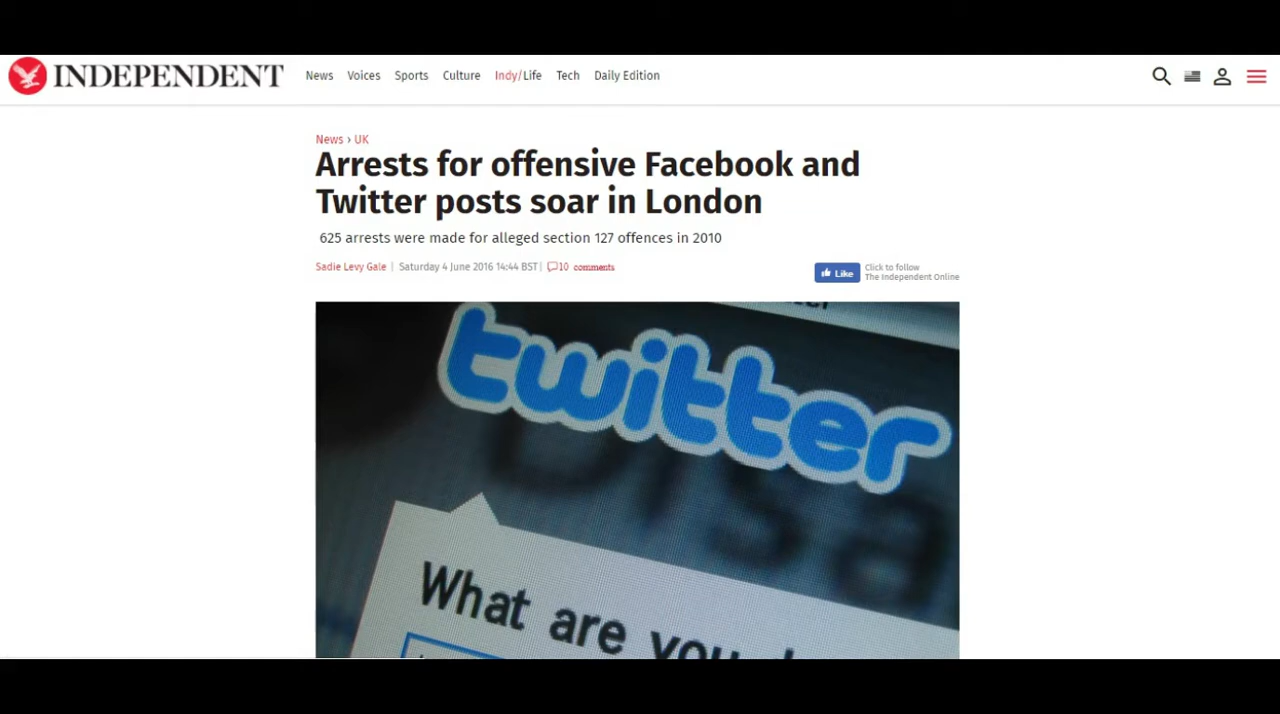 INDEPENDENT News Voices Sports Culture Indy/Life Tech Daily Edition
News › UK
Arrests for offensive Facebook and
Twitter posts soar in London
625 arrests were made for alleged section 127 offences in 2010
Sadie Levy Gale | Saturday 4 June 2016 14:44 BST | 10 comments
Like
Click to follow
The Independent Online
twitter
What are you